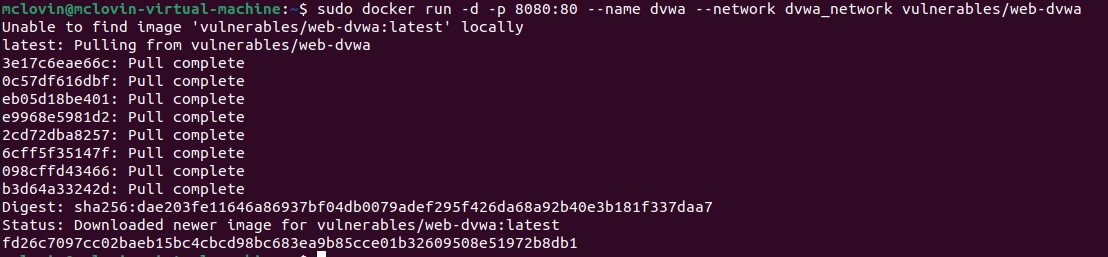 mclovin@mclovin-virtual-machine:~$ sudo docker run -d -p 8080:80 --name dvwa --network dvwa_network vulnerables/web-dvwa
Unable to find image 'vulnerables/web-dvwa:latest' locally
latest: Pulling from vulnerables/web-dvwa
3e17c6eae66c: Pull complete
0c57df616dbf: Pull complete
eb05d18be401: Pull complete
e9968e5981d2: Pull complete
2cd72dba8257: Pull complete
6cff5f35147f: Pull complete
098cffd43466: Pull complete
b3d64a33242d: Pull complete
Digest: sha256:dae203fe11646a86937bf04db0079adef295f426da68a92b40e3b181f337daa7
Status: Downloaded newer image for vulnerables/web-dvwa:latest
fd26c7097cc02baeb15bc4cbcd98bc683ea9b85cce01b32609508e51972b8db1